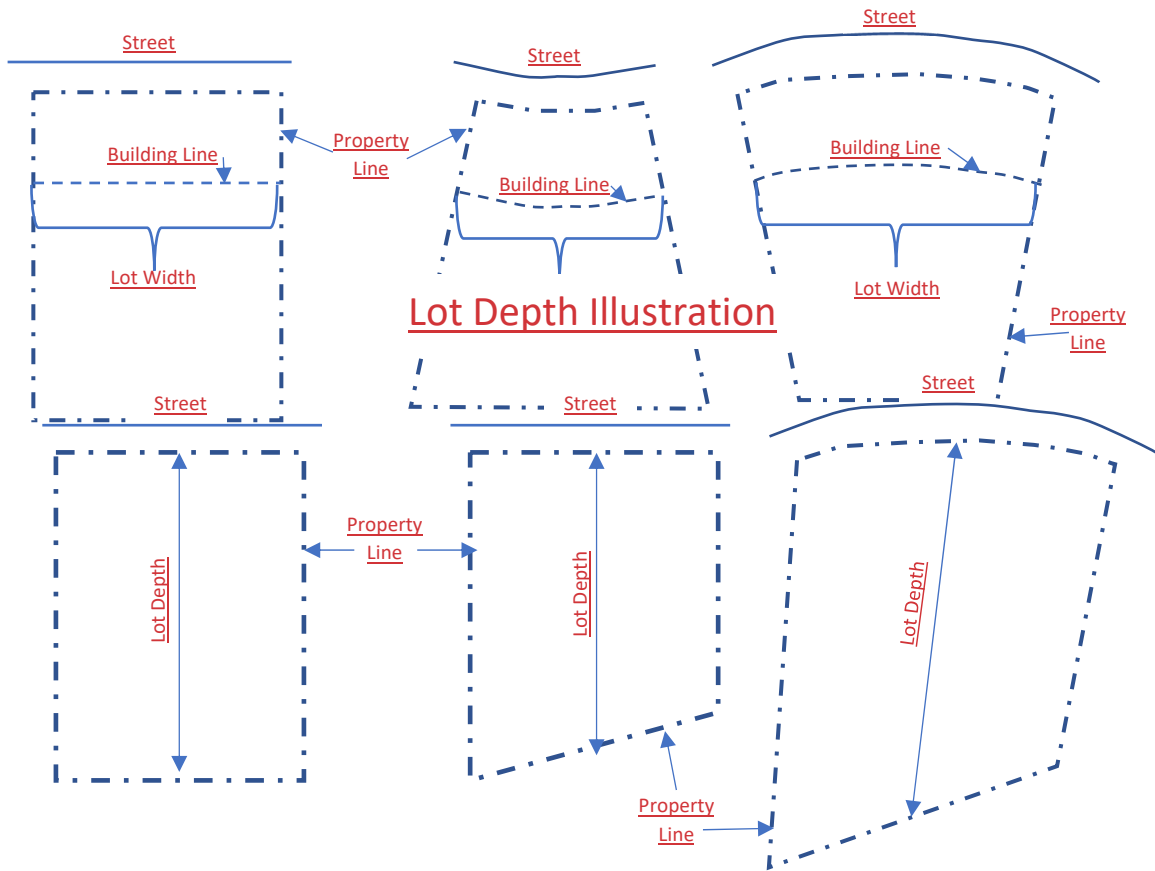 Street
Street
Street
Building Line
Property
Line
Building Line
Building Line
Lot Width
Lot Width
Lot Depth Illustration
Property
Line
Street
Street
Street
Property
Line
Lot Depth
Lot Depth
Lot Depth
Property
Line